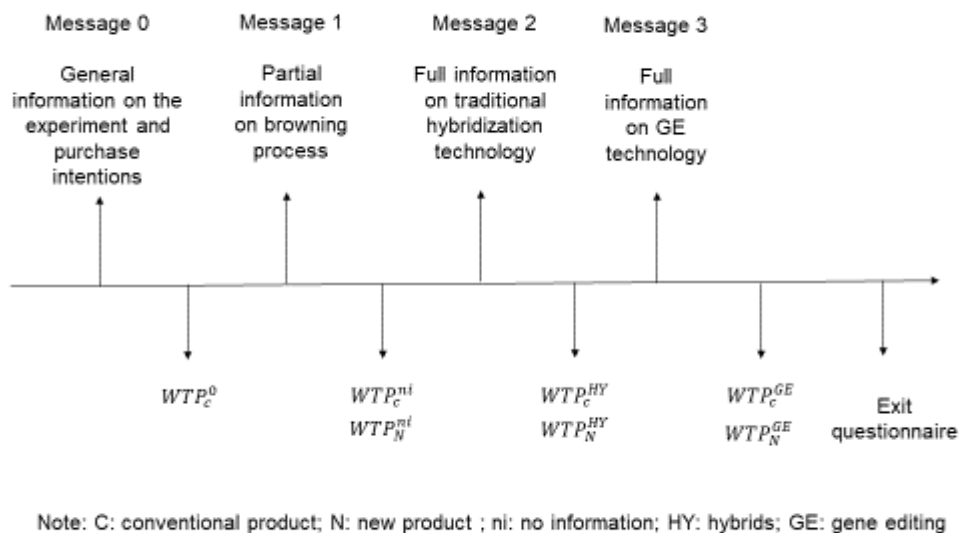 Message 0
Message 1
Message 2
Message 3
General
information on the
experiment and
purchase
intentions
Partial
information
on browning
process
Full information
on traditional
hybridization
technology
Full
information
on GE
technology
WTP_c^0
WTP_c^{ni}
WTP_N^{ni}
WTP_c^{HY}
WTP_N^{HY}
WTP_c^{GE}
WTP_N^{GE}
Exit
questionnaire
Note: C: conventional product; N: new product ; ni: no information; HY: hybrids; GE: gene editing